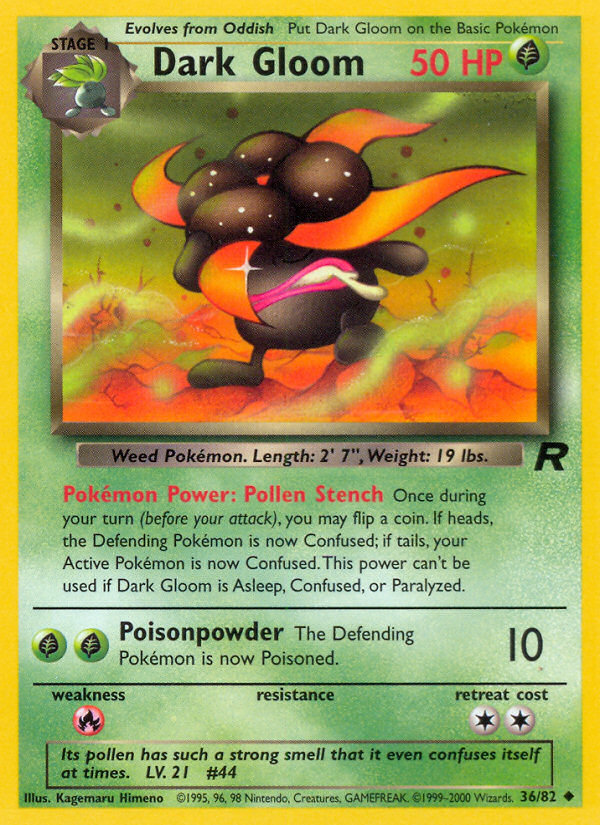 Evolves from Oddish Put Dark Gloom on the Basic Pokémon
STAGE 1
Dark Gloom 50 HP
Weed Pokémon. Length: 2' 7", Weight: 19 lbs.
R
Pokémon Power: Pollen Stench Once during
your turn (before your attack), you may flip a coin. If heads,
the Defending Pokémon is now Confused; if tails, your
Active Pokémon is now Confused. This power can't be
used if Dark Gloom is Asleep, Confused, or Paralyzed.
Poisonpowder The Defending
Pokémon is now Poisoned.
10
weakness resistance retreat cost
Its pollen has such a strong smell that it even confuses itself
at times. LV. 21 #44
Illus. Kagemaru Himeno ©1995, 96, 98 Nintendo, Creatures, GAMEFREAK. ©1999-2000 Wizards. 36/82